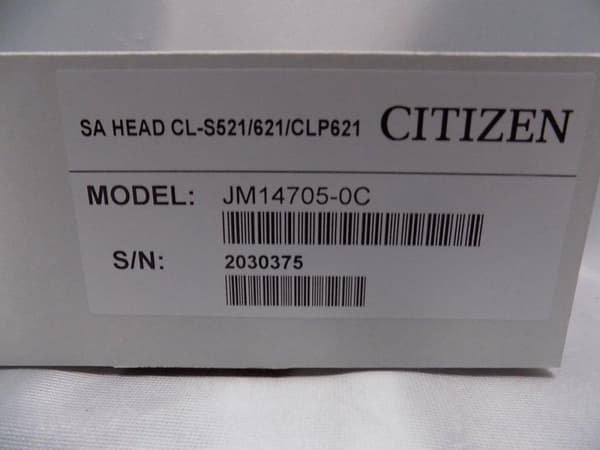 SA HEAD CL-S521/621/CLP621 CITIZEN
MODEL: JM14705-0C
S/N: 2030375